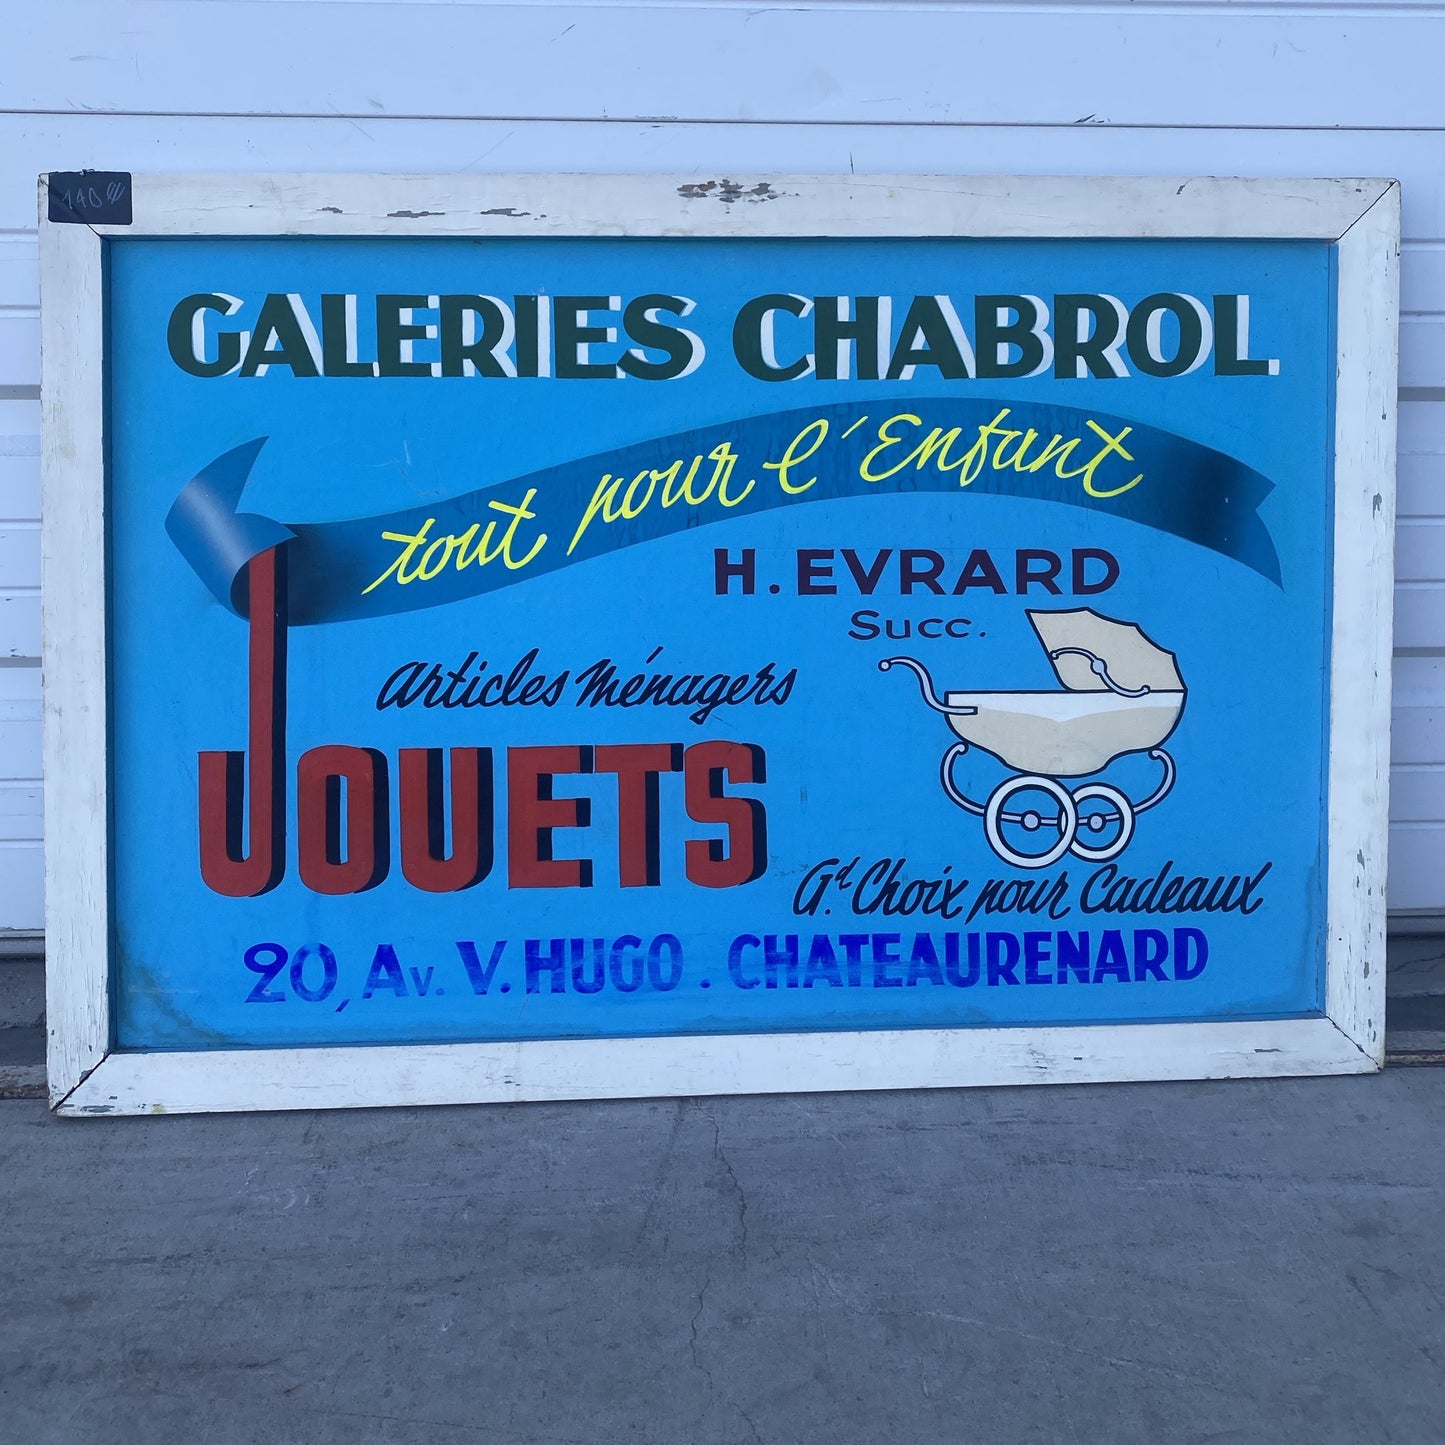 140
GALERIES CHABROL
tout pour l'Enfant
H. EVRARD
Succ.
Articles Ménagers
JOUETS
Gd. Choix pour Cadeaux
20, Av. V. HUGO . CHATEAURENARD